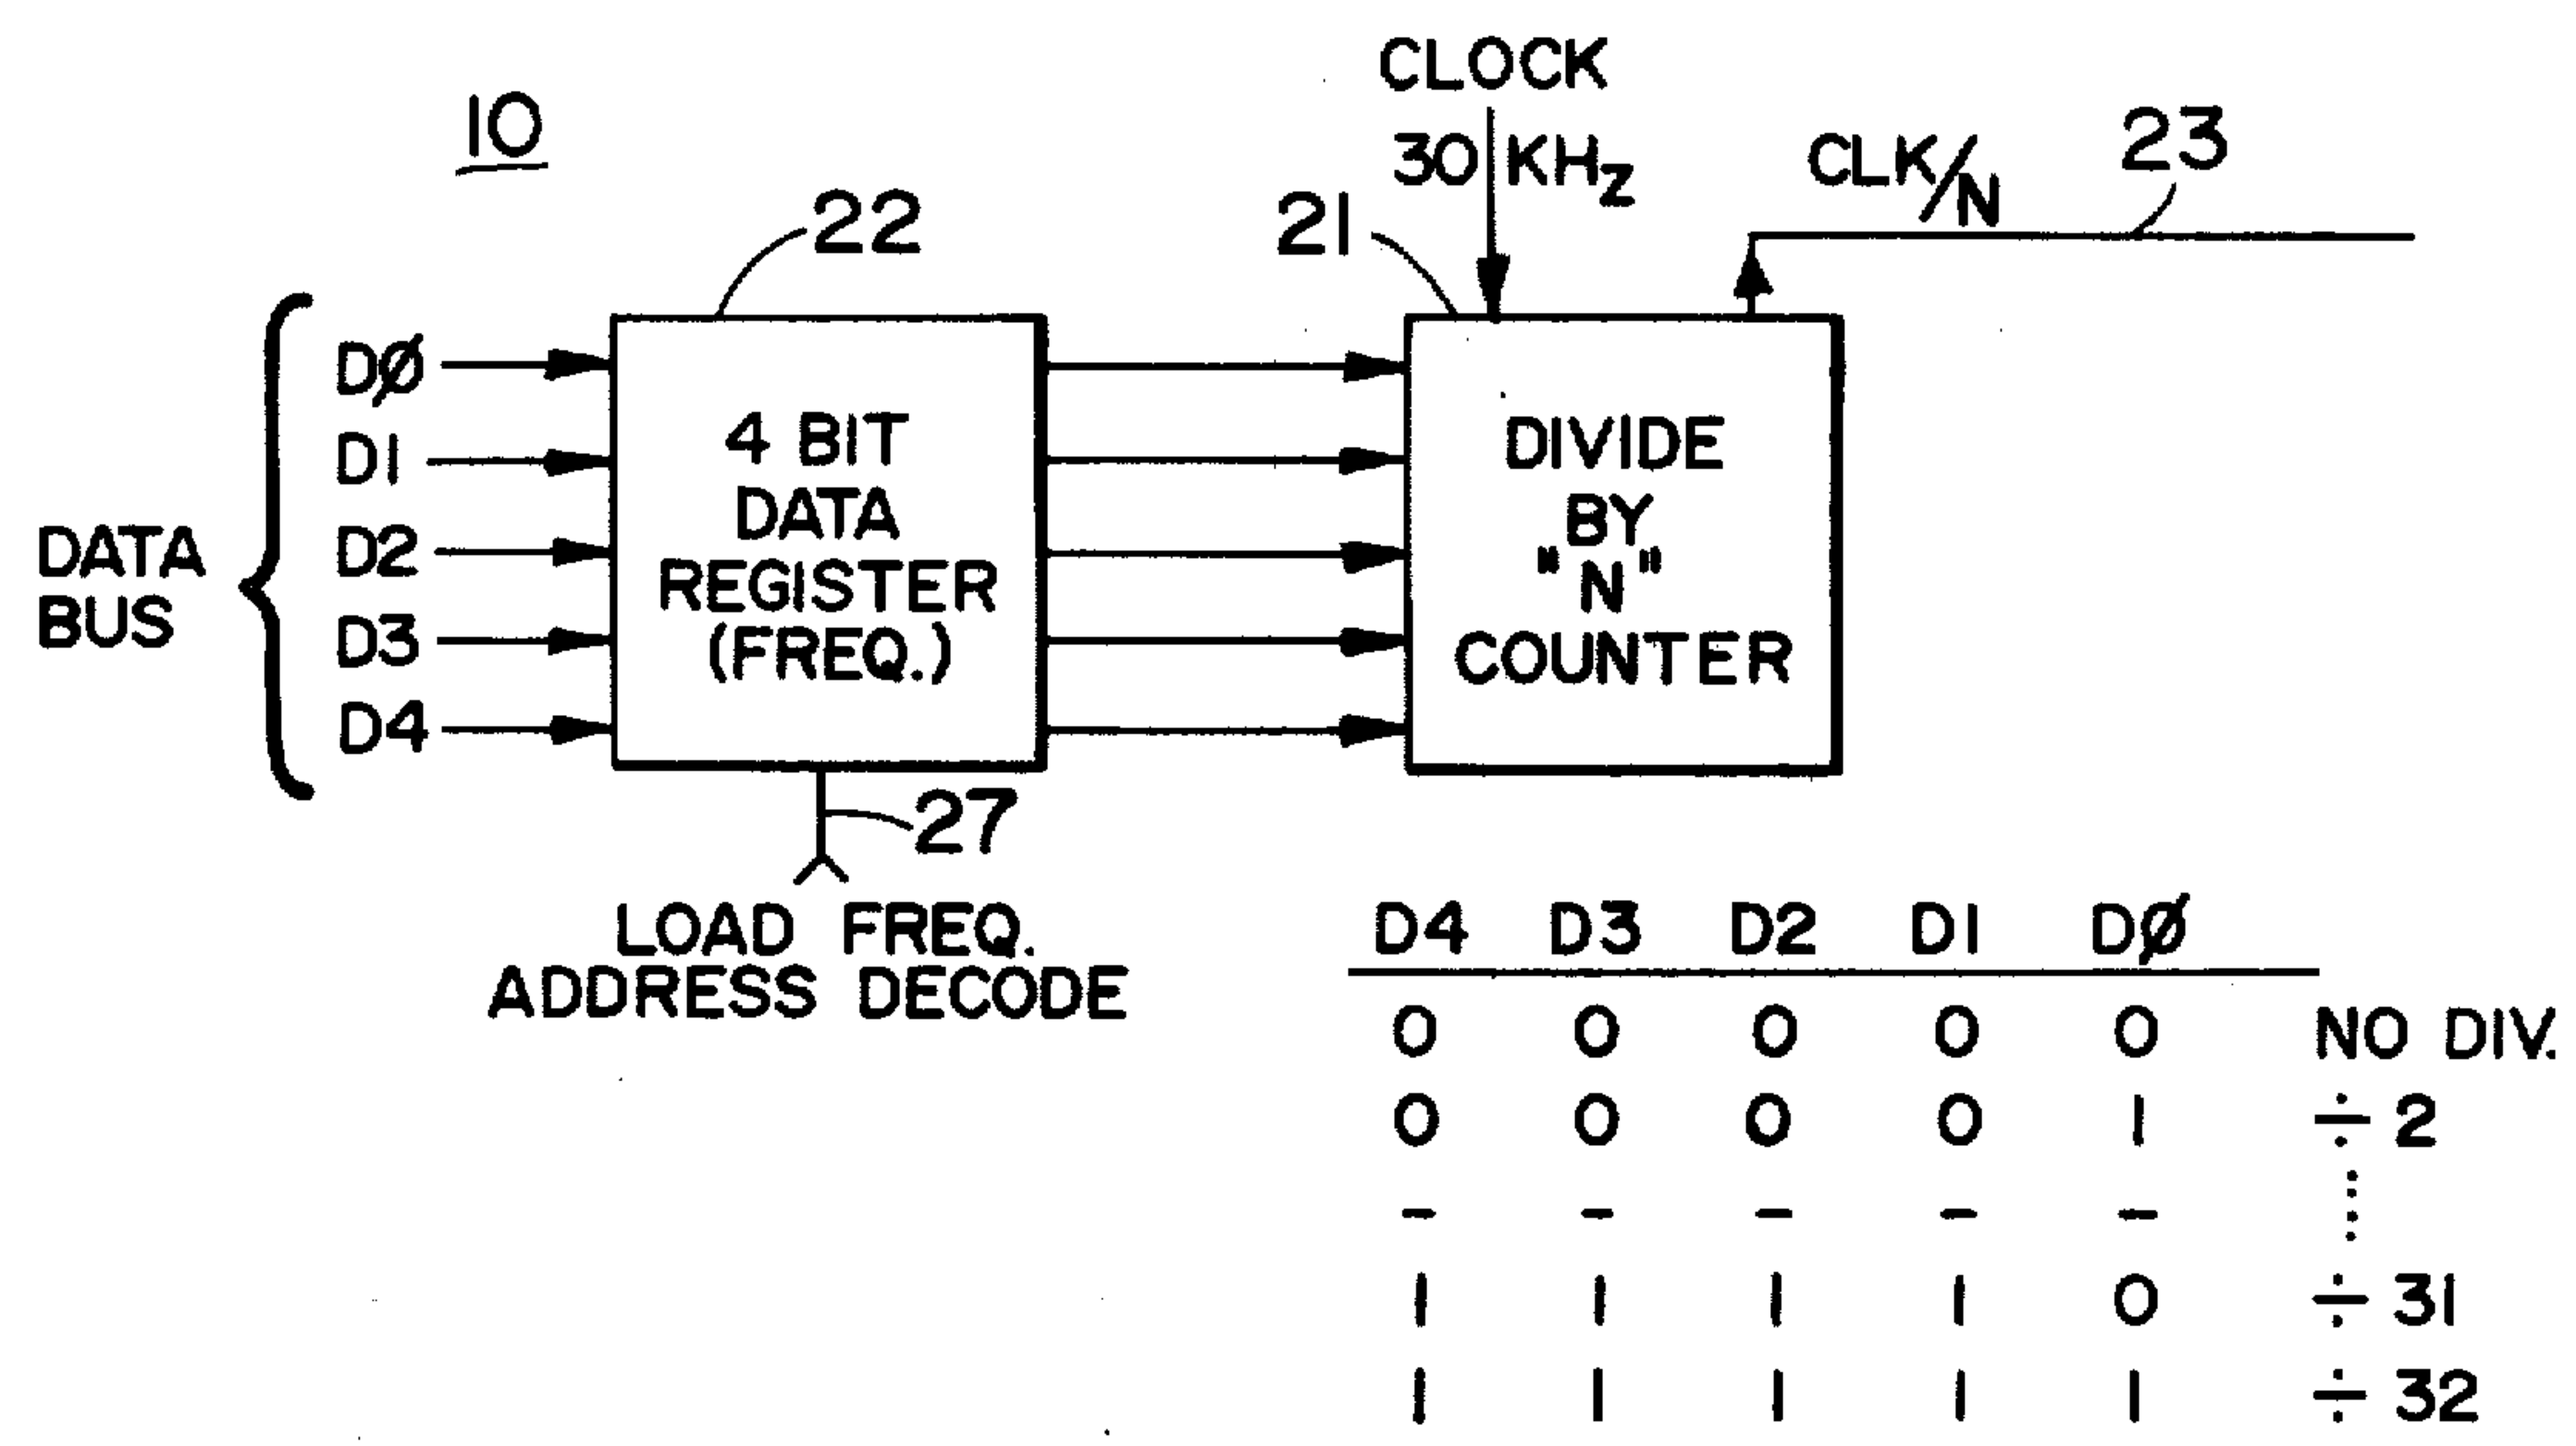 10
CLOCK
30 KHz
CLK/N
23
22
21
DATA
BUS
DØ
D1
D2
D3
D4
4 BIT
DATA
REGISTER
(FREQ.)
DIVIDE
BY
"N"
COUNTER
27
LOAD FREQ.
ADDRESS DECODE
D4 D3 D2 D1 DØ
0 0 0 0 0 NO DIV.
0 0 0 0 1 ÷ 2
- - - - - ⋮
1 1 1 1 0 ÷ 31
1 1 1 1 1 ÷ 32